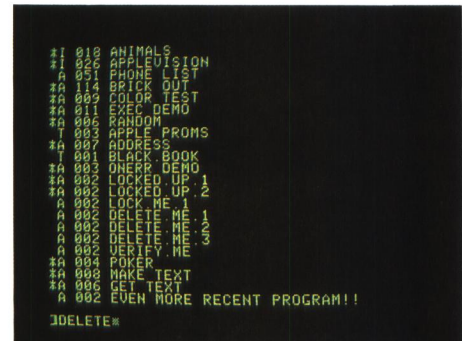 *I 018 ANIMALS
*I 026 APPLEVISION
A 051 PHONE LIST
*A 114 BRICK OUT
*A 009 COLOR TEST
*A 011 EXEC DEMO
*A 006 RANDOM
T 003 APPLE PROMS
*A 007 ADDRESS
T 001 BLACK.BOOK
*A 003 ONERR DEMO
*A 002 LOCKED.UP.1
*A 002 LOCKED.UP.2
A 002 LOCK.ME.1
A 002 DELETE.ME.1
A 002 DELETE.ME.2
A 002 DELETE.ME.3
A 002 VERIFY.ME
*A 004 POKER
*A 008 MAKE TEXT
*A 006 GET TEXT
A 002 EVEN MORE RECENT PROGRAM!!
]DELETE